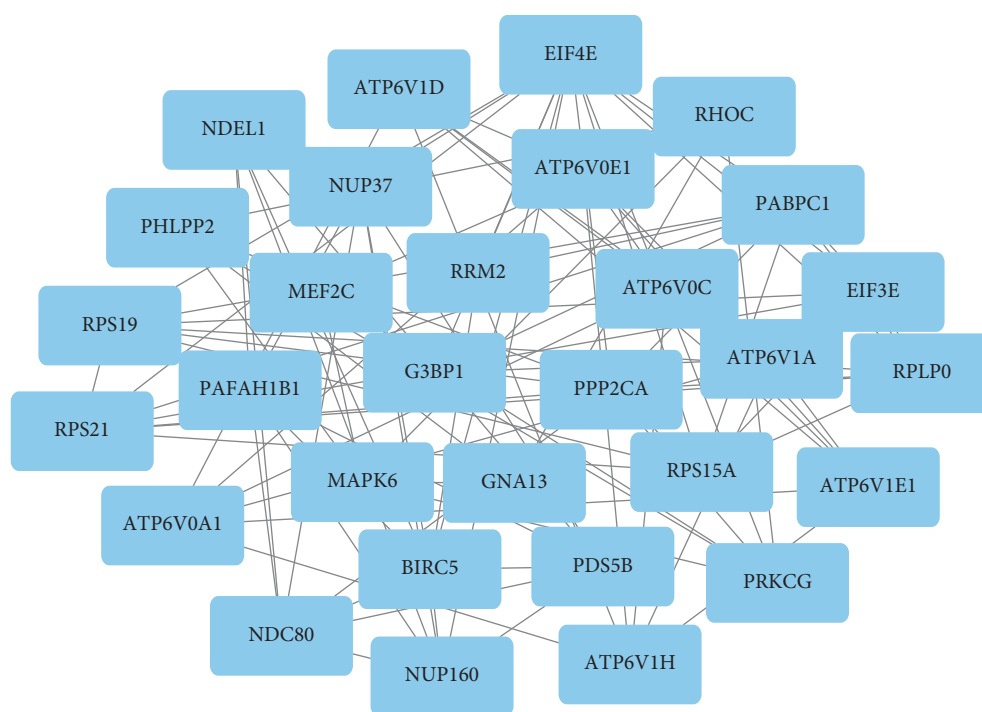 EIF4E
ATP6V1D
RHOC
NDEL1
ATP6V0E1
NUP37
PABPC1
PHLPP2
RRM2
ATP6V0C
EIF3E
MEF2C
RPS19
ATP6V1A
G3BP1
RPLP0
PAFAH1B1
PPP2CA
RPS21
RPS15A
MAPK6
GNA13
ATP6V1E1
ATP6V0A1
BIRC5
PDS5B
PRKCG
NDC80
ATP6V1H
NUP160